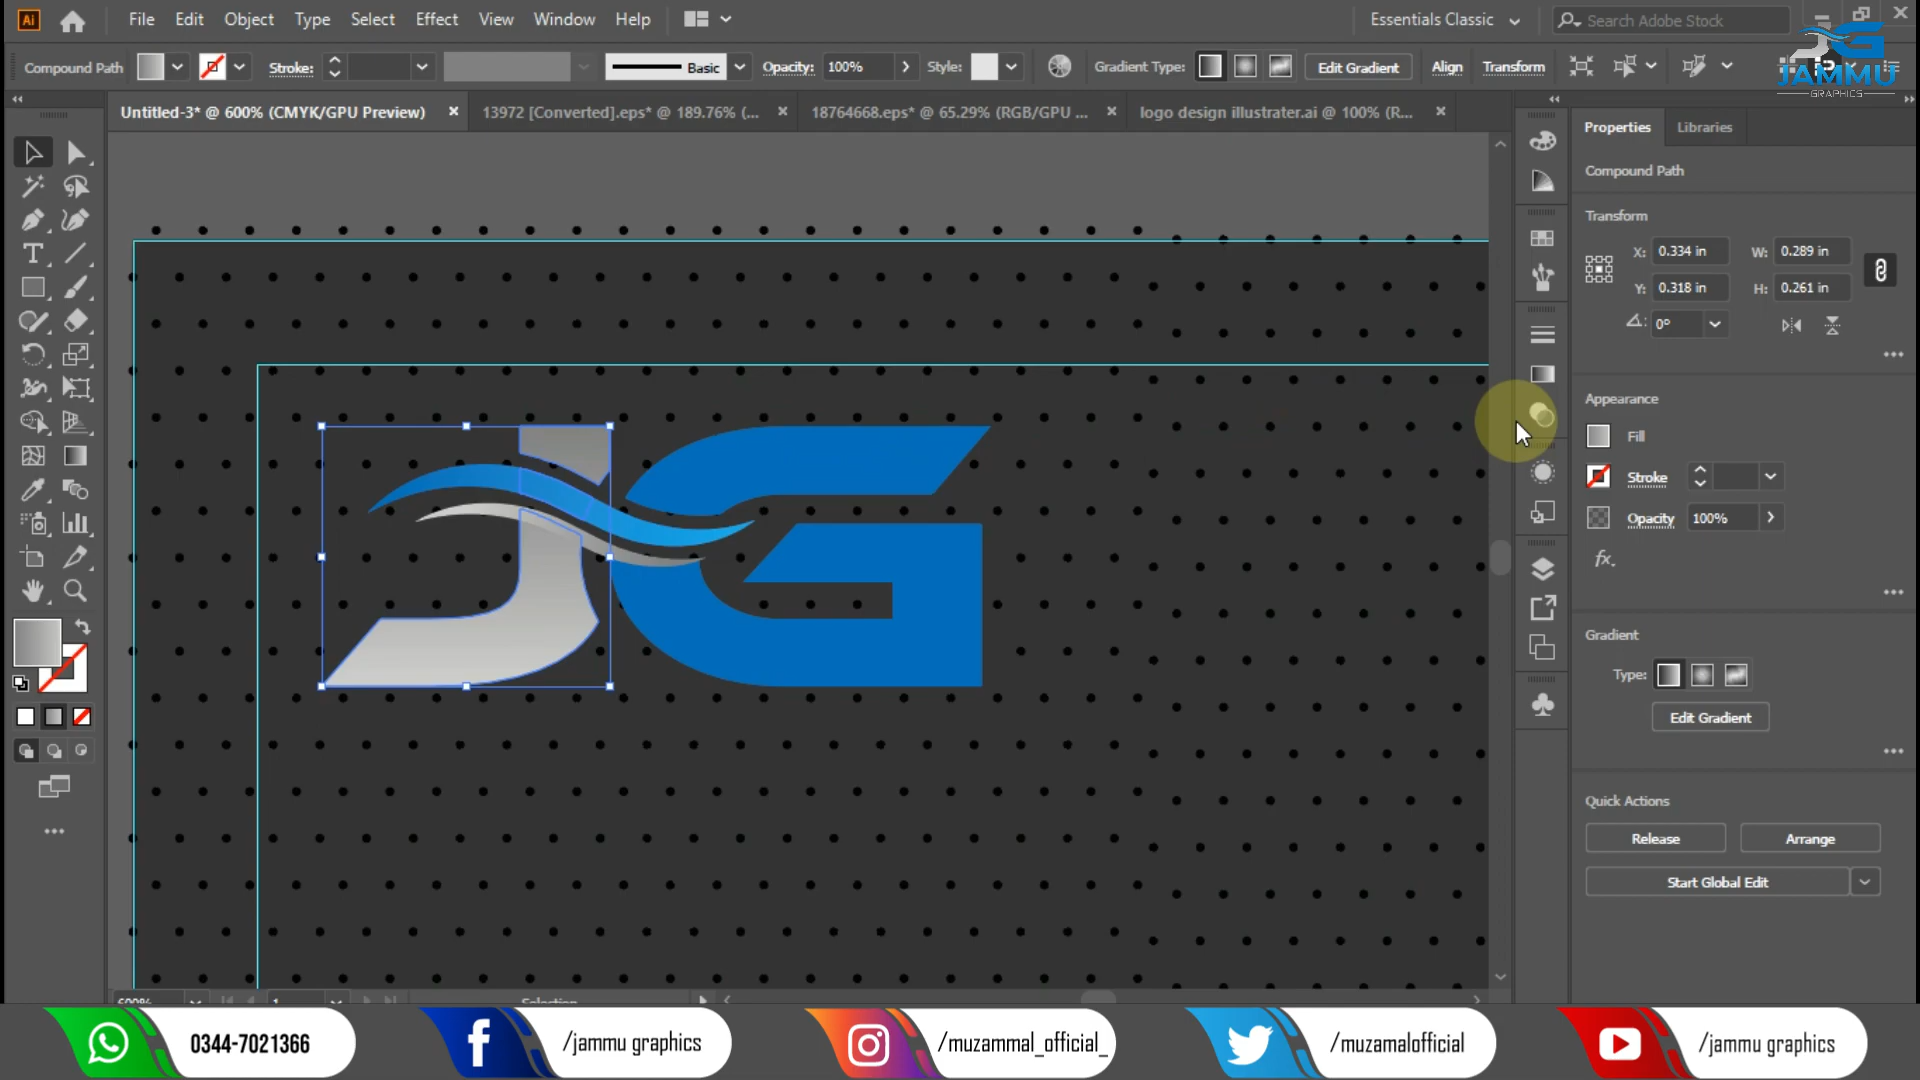 Ai File Edit Object Type Select Effect View Window Help Essentials Classic Search Adobe Stock
Compound Path Stroke: Basic Opacity: 100% Style: Gradient Type: Edit Gradient Align Transform
JG
JAMMU
GRAPHICS
Untitled-3* @ 600% (CMYK/GPU Preview) × 13972 [Converted].eps* @ 189.76% (... × 18764668.eps* @ 65.29% (RGB/GPU ... × logo design illustrater.ai @ 100% (R... ×
Properties Libraries
Compound Path
Transform
X: 0.334 in W: 0.289 in
Y: 0.318 in H: 0.261 in
0°
Appearance
Fill
Stroke
Opacity 100%
fx.
JG
Gradient
Type:
Edit Gradient
Quick Actions
Release Arrange
Start Global Edit
600% 1 Selection
0344-7021366 /jammu graphics /muzammal_official_ /muzamalofficial /jammu graphics